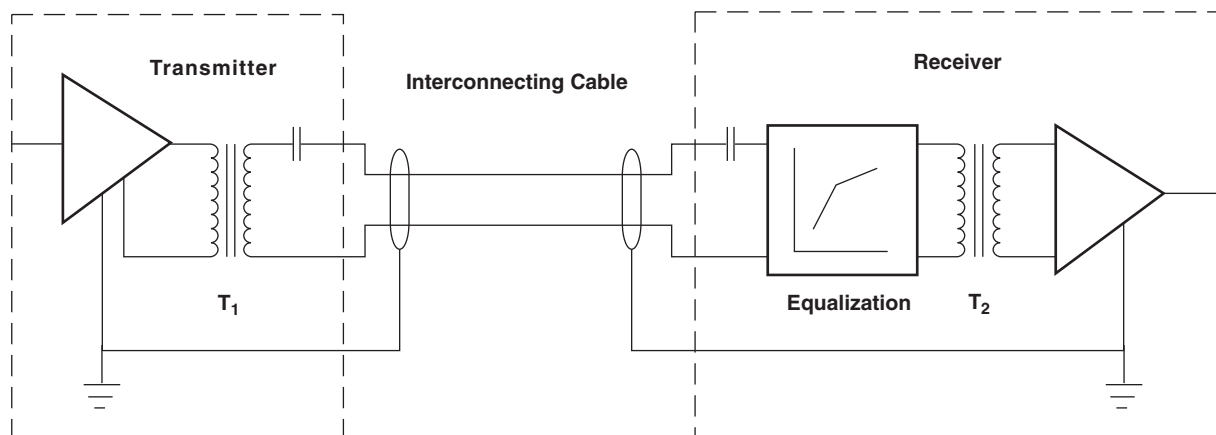 Transmitter
Interconnecting Cable
Receiver
T1
Equalization
T2